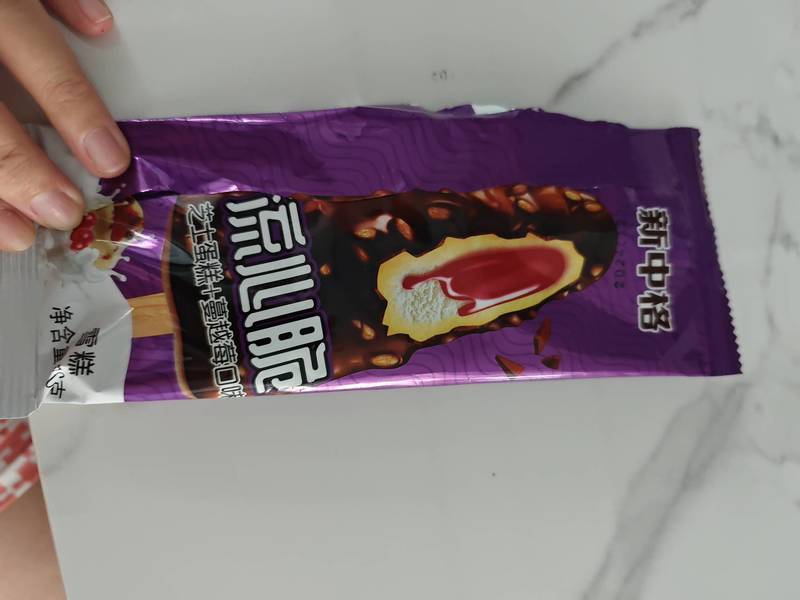 新中格
流心脆
芝士蛋糕+蔓越莓口味
雪糕
净含量